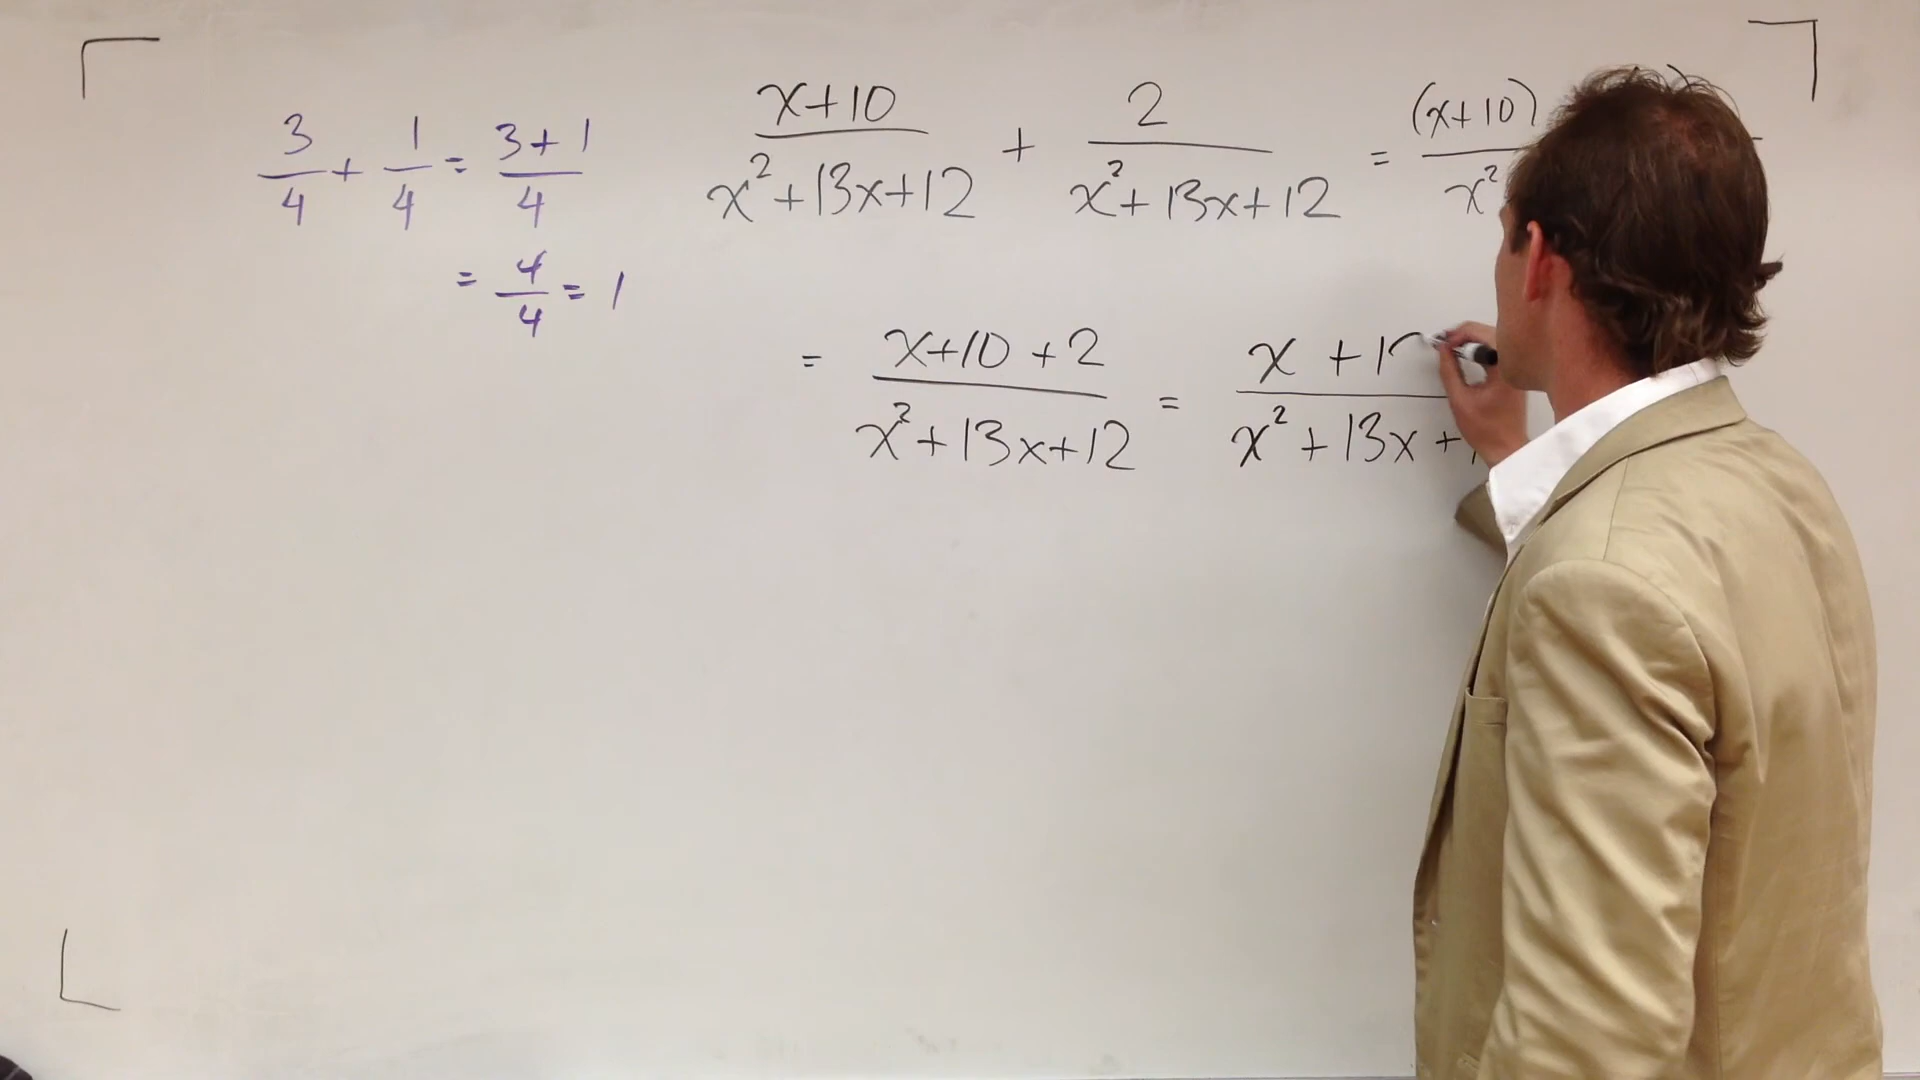 3/4 + 1/4 = (3+1)/4
= 4/4 = 1
(x+10)/(x²+13x+12) + 2/(x²+13x+12) = (x+10)/x²
= (x+10+2)/(x²+13x+12) = (x +1)/(x²+13x+